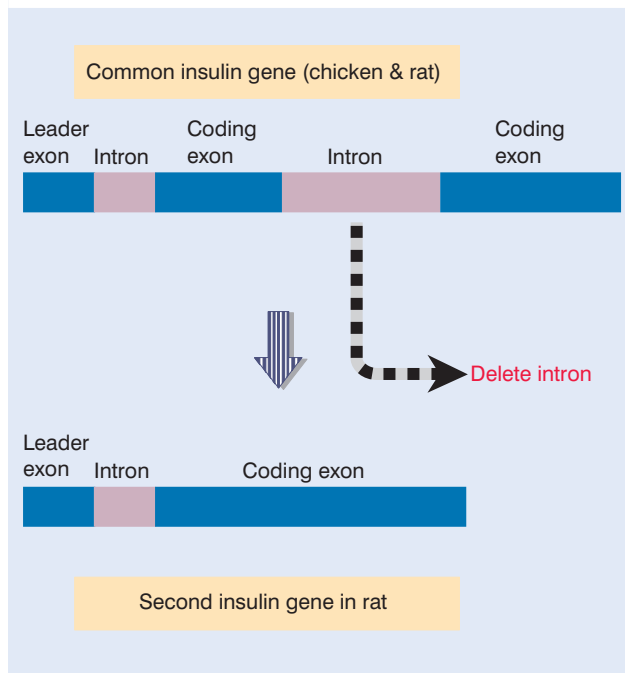 Common insulin gene (chicken & rat)
Leader
exon
Intron
Coding
exon
Intron
Coding
exon
Delete intron
Leader
exon
Intron
Coding exon
Second insulin gene in rat